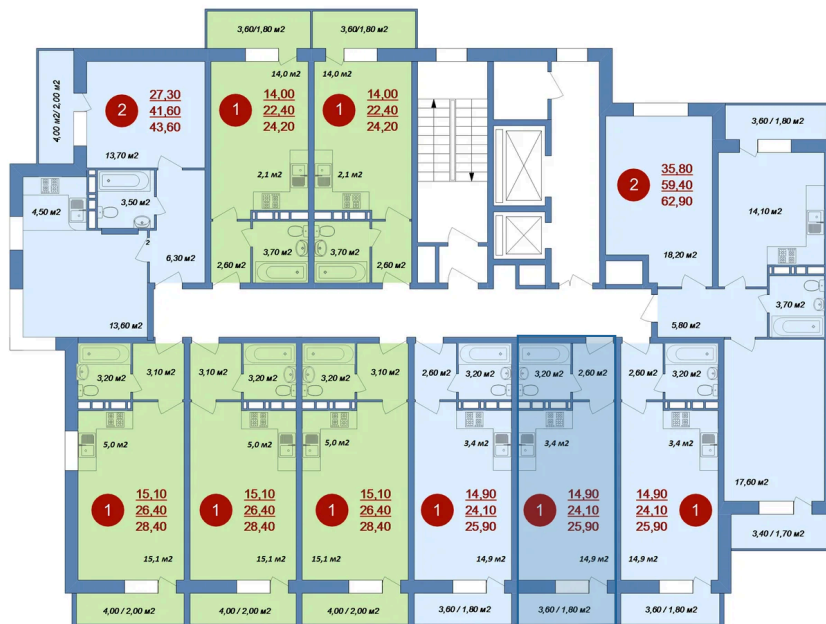 3,60/1,80 м2
3,60/1,80 м2
4,00 м2/ 2,00 м2
2
27,30
41,60
43,60
13,70 м2
14,0 м2
1
14,00
22,40
24,20
14,0 м2
1
14,00
22,40
24,20
3,60 / 1,80 м2
2
35,80
59,40
62,90
2,1 м2
2,1 м2
4,50 м2
3,50 м2
14,10 м2
2
6,30 м2
3,70 м2
2,60 м2
3,70 м2
2,60 м2
18,20 м2
3,70 м2
13,60 м2
5,80 м2
3,20 м2
3,10 м2
3,10 м2
3,20 м2
3,20 м2
3,10 м2
2,60 м2
3,20 м2
3,20 м2
2,60 м2
2,60 м2
3,20 м2
5,0 м2
5,0 м2
5,0 м2
3,4 м2
3,4 м2
3,4 м2
17,60 м2
1
15,10
26,40
28,40
1
15,10
26,40
28,40
1
15,10
26,40
28,40
1
14,90
24,10
25,90
1
14,90
24,10
25,90
14,90
24,10
25,90
1
3,40 / 1,70 м2
15,1 м2
15,1 м2
15,1 м2
14,9 м2
14,9 м2
14,9 м2
4,00 / 2,00 м2
4,00 / 2,00 м2
4,00 / 2,00 м2
3,60 / 1,80 м2
3,60 / 1,80 м2
3,60 / 1,80 м2